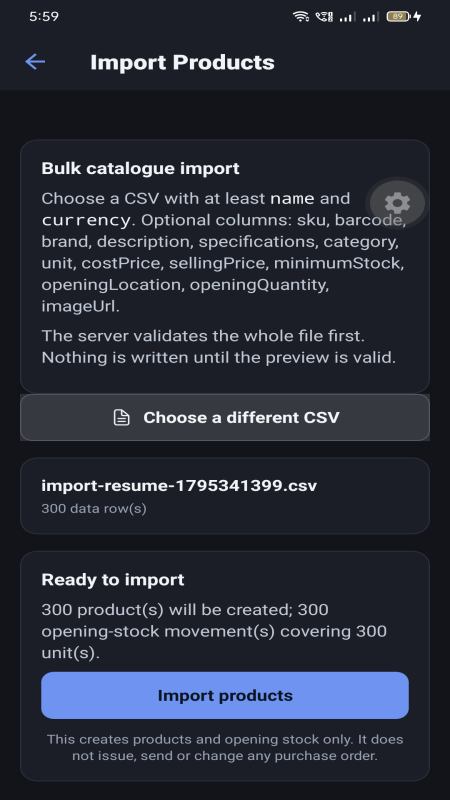 5:59
89
Import Products
Bulk catalogue import
Choose a CSV with at least name and
currency. Optional columns: sku, barcode,
brand, description, specifications, category,
unit, costPrice, sellingPrice, minimumStock,
openingLocation, openingQuantity,
imageUrl.
The server validates the whole file first.
Nothing is written until the preview is valid.
Choose a different CSV
import-resume-1795341399.csv
300 data row(s)
Ready to import
300 product(s) will be created; 300
opening-stock movement(s) covering 300
unit(s).
Import products
This creates products and opening stock only. It does
not issue, send or change any purchase order.